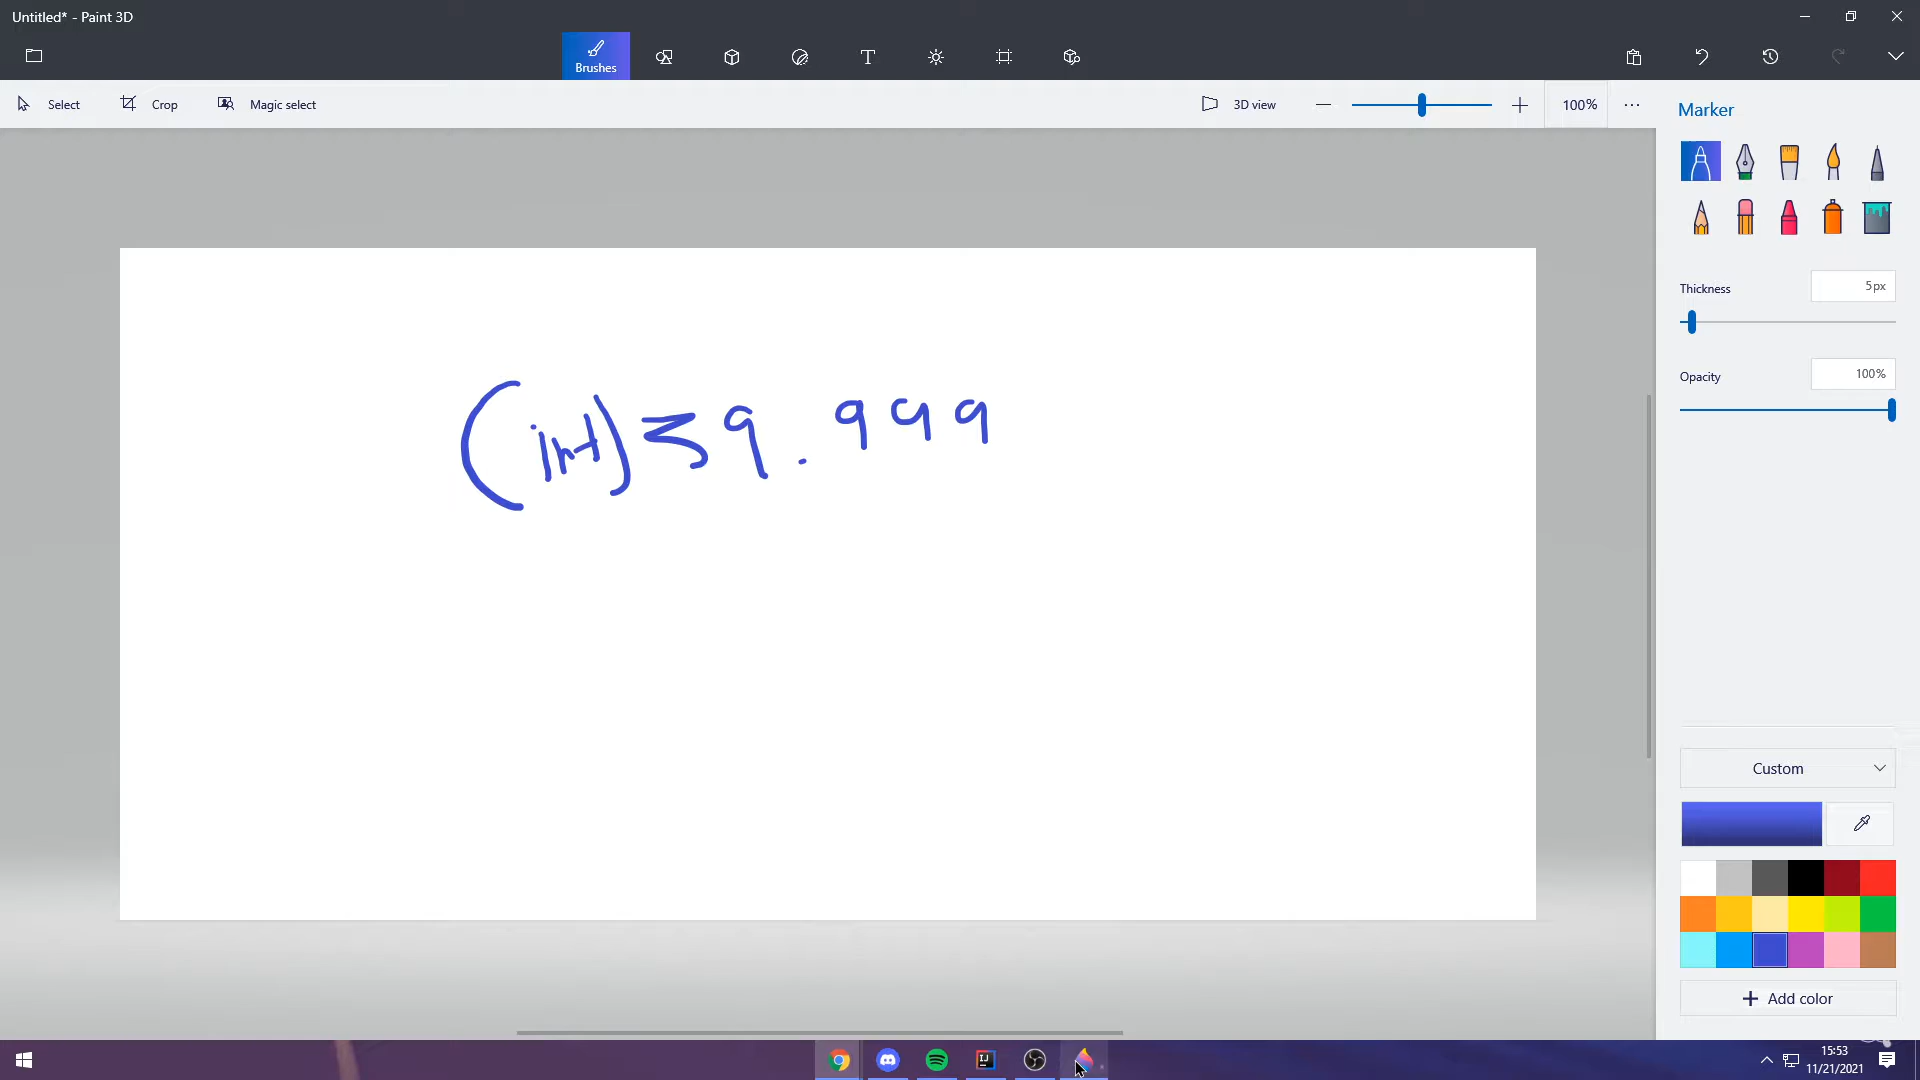 Untitled* - Paint 3D
Brushes
Select
Crop
Magic select
3D view
100%
Marker
Thickness
5px
Opacity
100%
(int) 39.999
Custom
Add color
15:53
11/21/2021